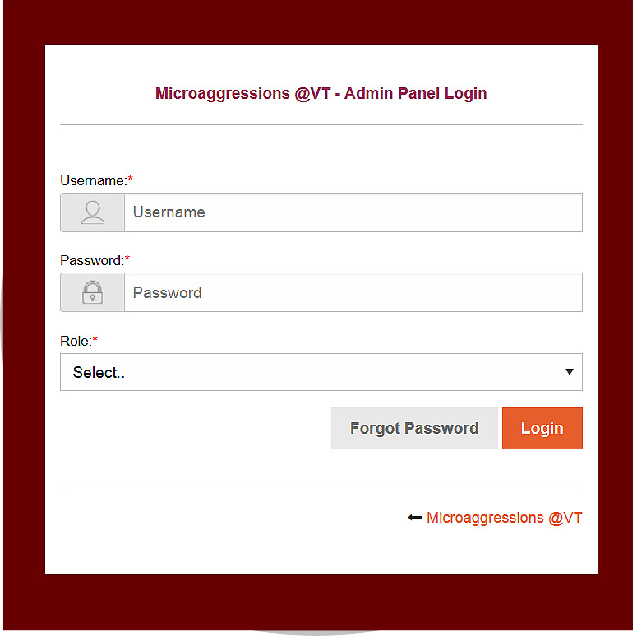 Microaggressions @VT - Admin Panel Login
Username:*
Username
Password:*
Password
Role:*
Select..
Forgot Password
Login
← Microaggressions @VT